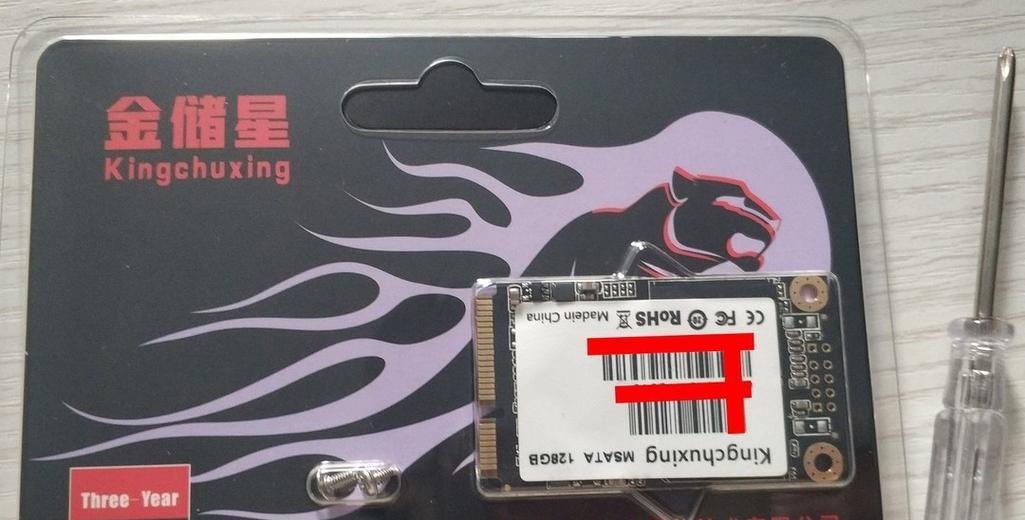 金储星
Kingchuxing
CE FC RoHS Madein China
Kingchuxing MSATA 128GB
Three-Year